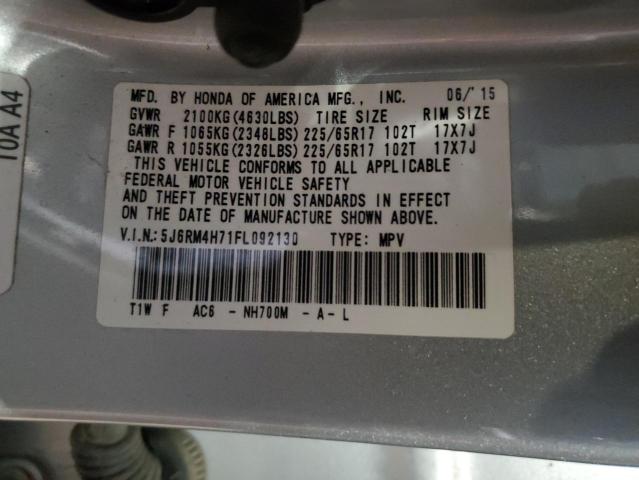 MFD. BY HONDA OF AMERICA MFG., INC. 06/'15
GVWR 2100KG(4630LBS) TIRE SIZE RIM SIZE
GAWR F 1065KG(2348LBS) 225/65R17 102T 17X7J
GAWR R 1055KG(2326LBS) 225/65R17 102T 17X7J
THIS VEHICLE CONFORMS TO ALL APPLICABLE
FEDERAL MOTOR VEHICLE SAFETY
AND THEFT PREVENTION STANDARDS IN EFFECT
ON THE DATE OF MANUFACTURE SHOWN ABOVE.
V.I.N.:5J6RM4H71FL092130 TYPE: MPV
T1W F AC6 - NH700M - A - L
10A A4